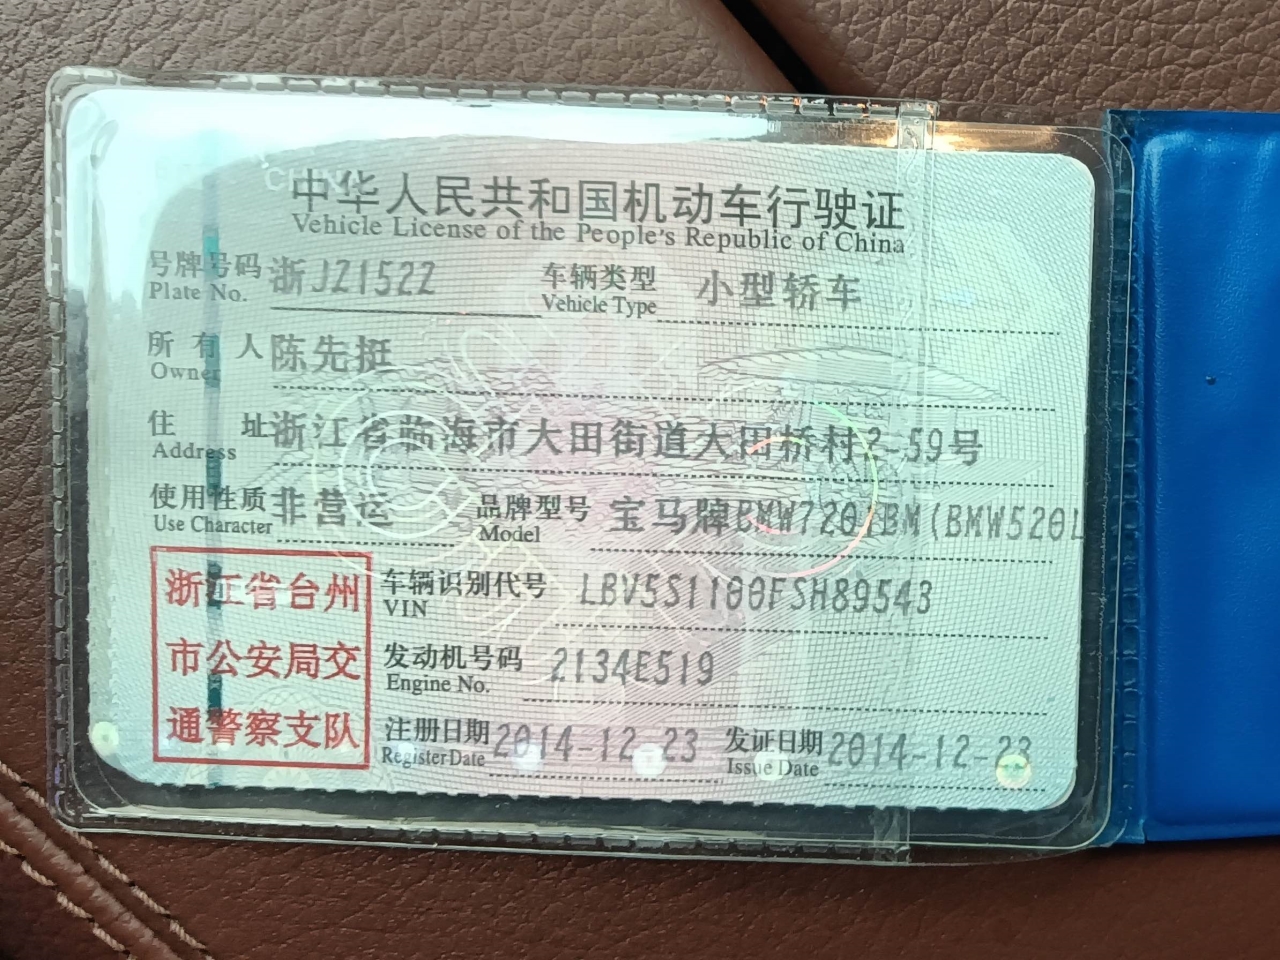 中华人民共和国机动车行驶证
Vehicle License of the People's Republic of China
号牌号码 浙JZ152Z 车辆类型 小型轿车
Plate No. Vehicle Type
所有人 陈先挺
Owner
住址 浙江省临海市大田街道大田桥村2-59号
Address
使用性质 非营运 品牌型号 宝马牌BMW7201BM(BMW520L
Use Character Model
浙江省台州
市公安局交
通警察支队
车辆识别代号 LBV5S1100FSH89543
VIN
发动机号码 2134E519
Engine No.
注册日期 2014-12-23 发证日期 2014-12-23
Register Date Issue Date